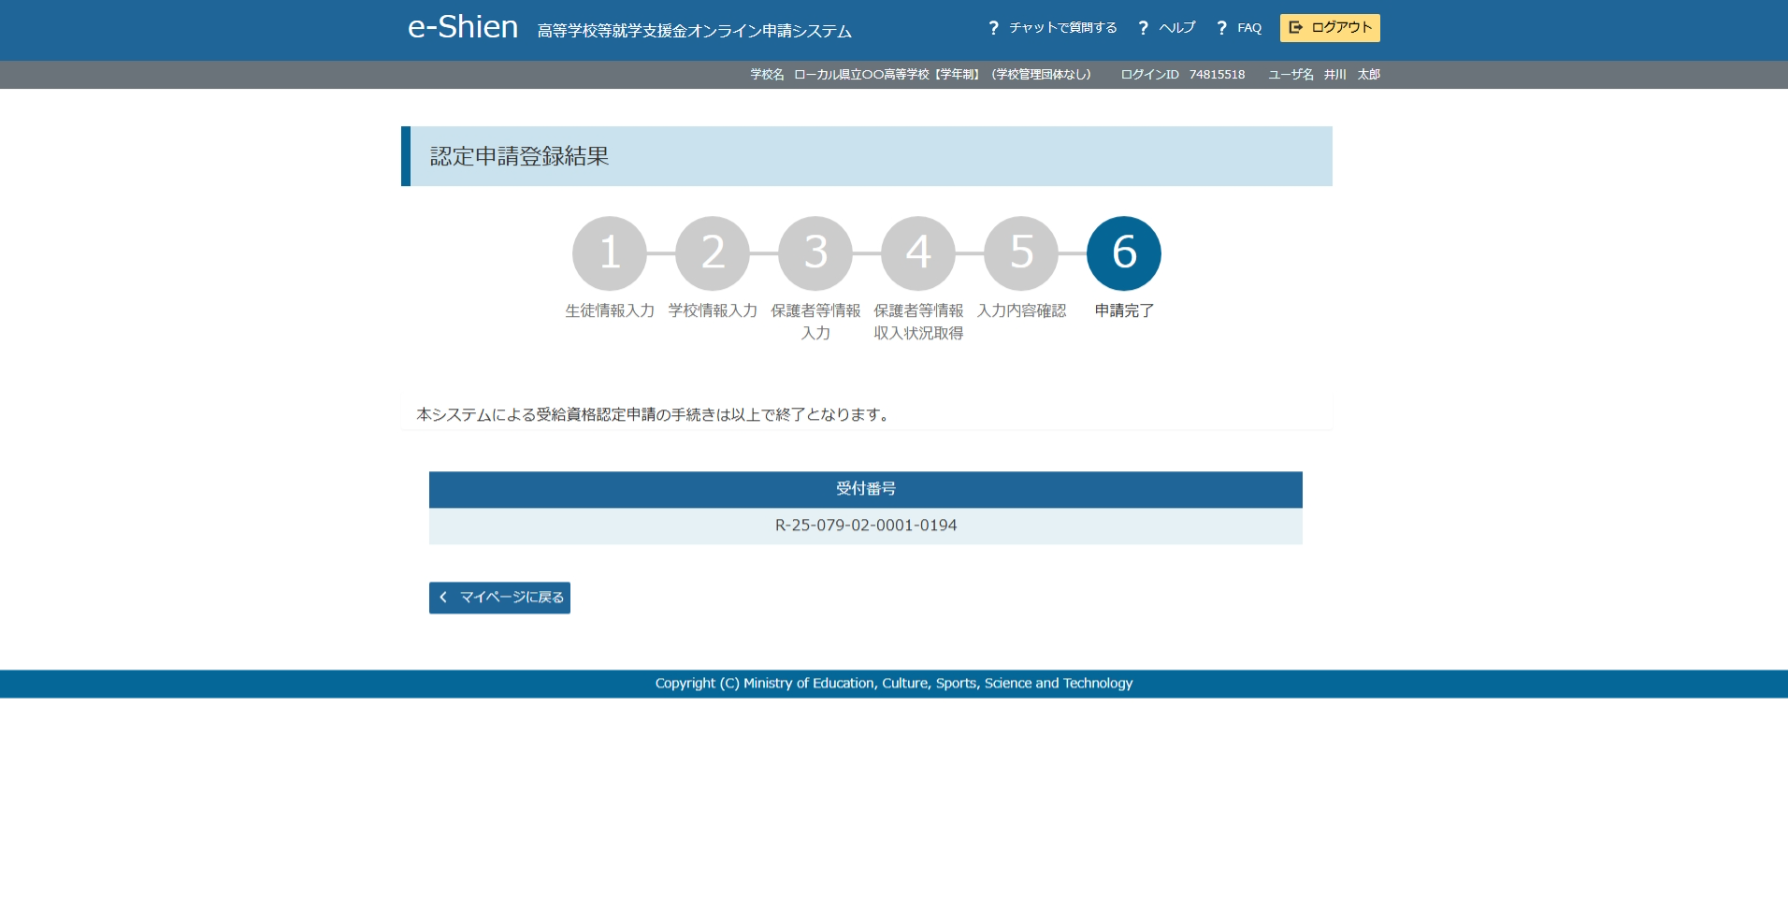 e-Shien 高等学校等就学支援金オンライン申請システム ? チャットで質問する ? ヘルプ ? FAQ ログアウト
学校名 ローカル県立〇〇高等学校【学年制】（学校管理団体なし） ログインID 74815518 ユーザ名 井川 太郎
認定申請登録結果
1 2 3 4 5 6
生徒情報入力 学校情報入力 保護者等情報 保護者等情報 入力内容確認 申請完了
入力 収入状況取得
本システムによる受給資格認定申請の手続きは以上で終了となります。
受付番号
R-25-079-02-0001-0194
マイページに戻る
Copyright (C) Ministry of Education, Culture, Sports, Science and Technology